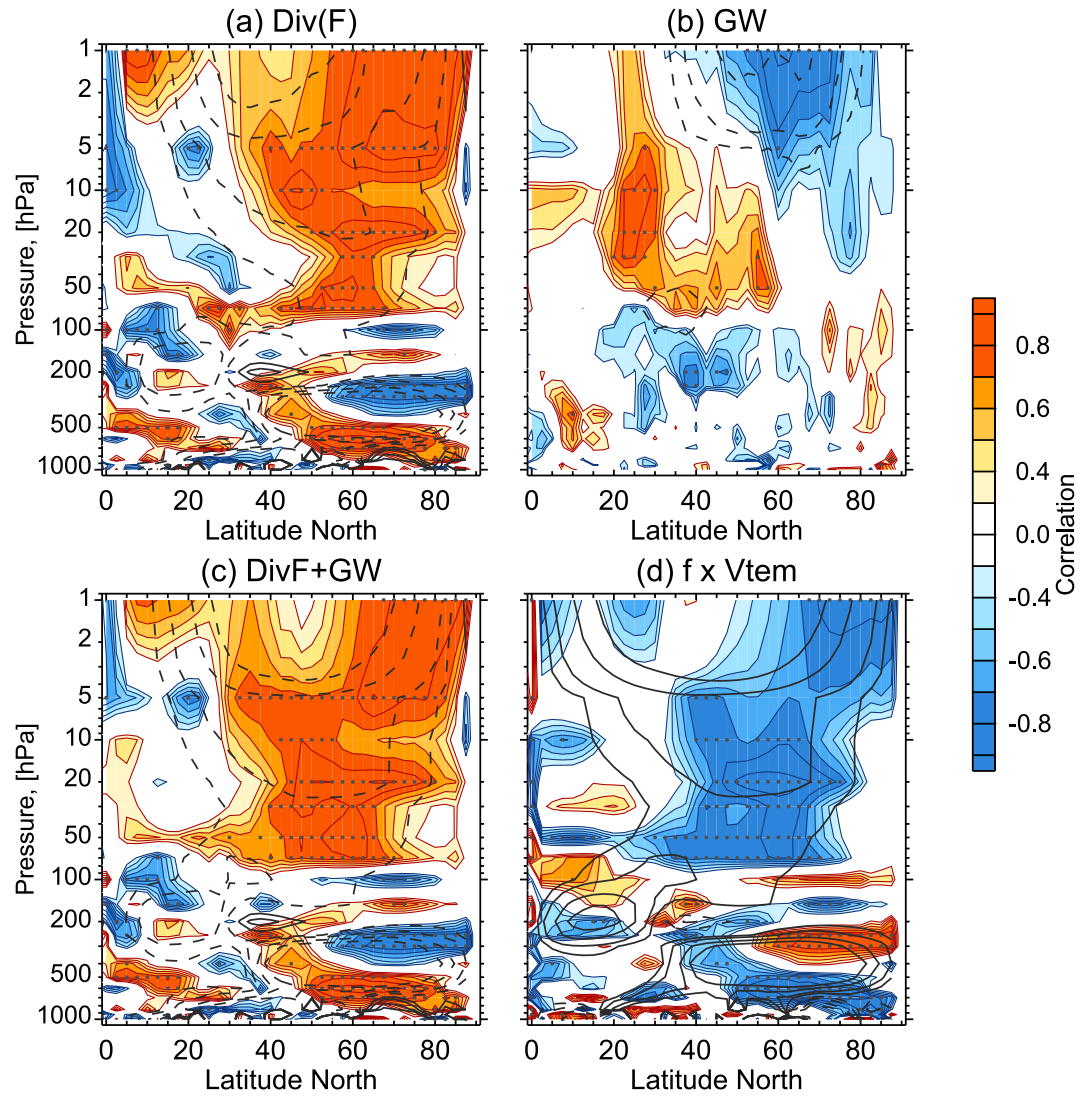 (a) Div(F)
(b) GW
1
2
5
10
20
50
100
200
500
1000
Pressure, [hPa]
0 20 40 60 80
Latitude North
0 20 40 60 80
Latitude North
(c) DivF+GW
(d) f x Vtem
1
2
5
10
20
50
100
200
500
1000
Pressure, [hPa]
0 20 40 60 80
Latitude North
0 20 40 60 80
Latitude North
0.8
0.6
0.4
0.0
-0.4
-0.6
-0.8
Correlation